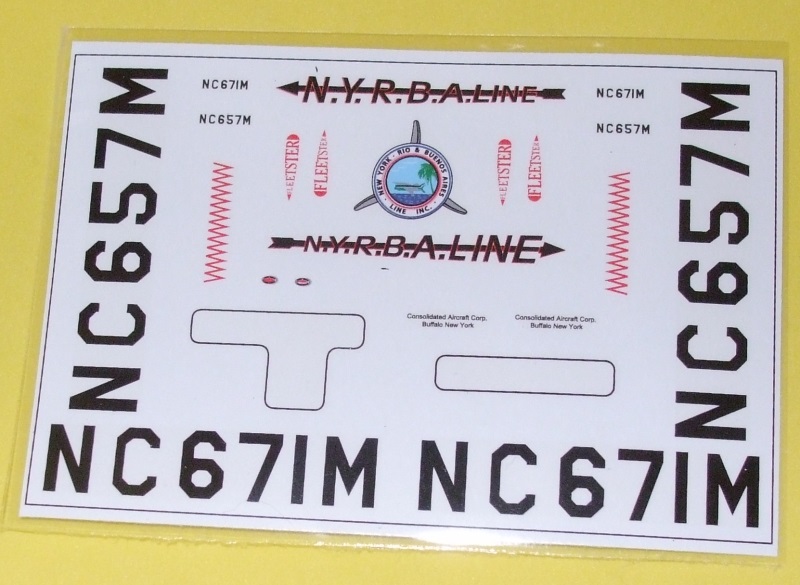 NC657M
NC671M
N.Y.R.B.A.LINE
NC671M
NC657M
NC657M
NC657M
FLEETSTER
FLEETSTER
NEW YORK · RIO & BUENOS AIRES
LINE INC.
FLEETSTER
FLEETSTER
N.Y.R.B.A.LINE
Consolidated Aircraft Corp.
Buffalo New York
Consolidated Aircraft Corp.
Buffalo New York
NC671M
NC671M